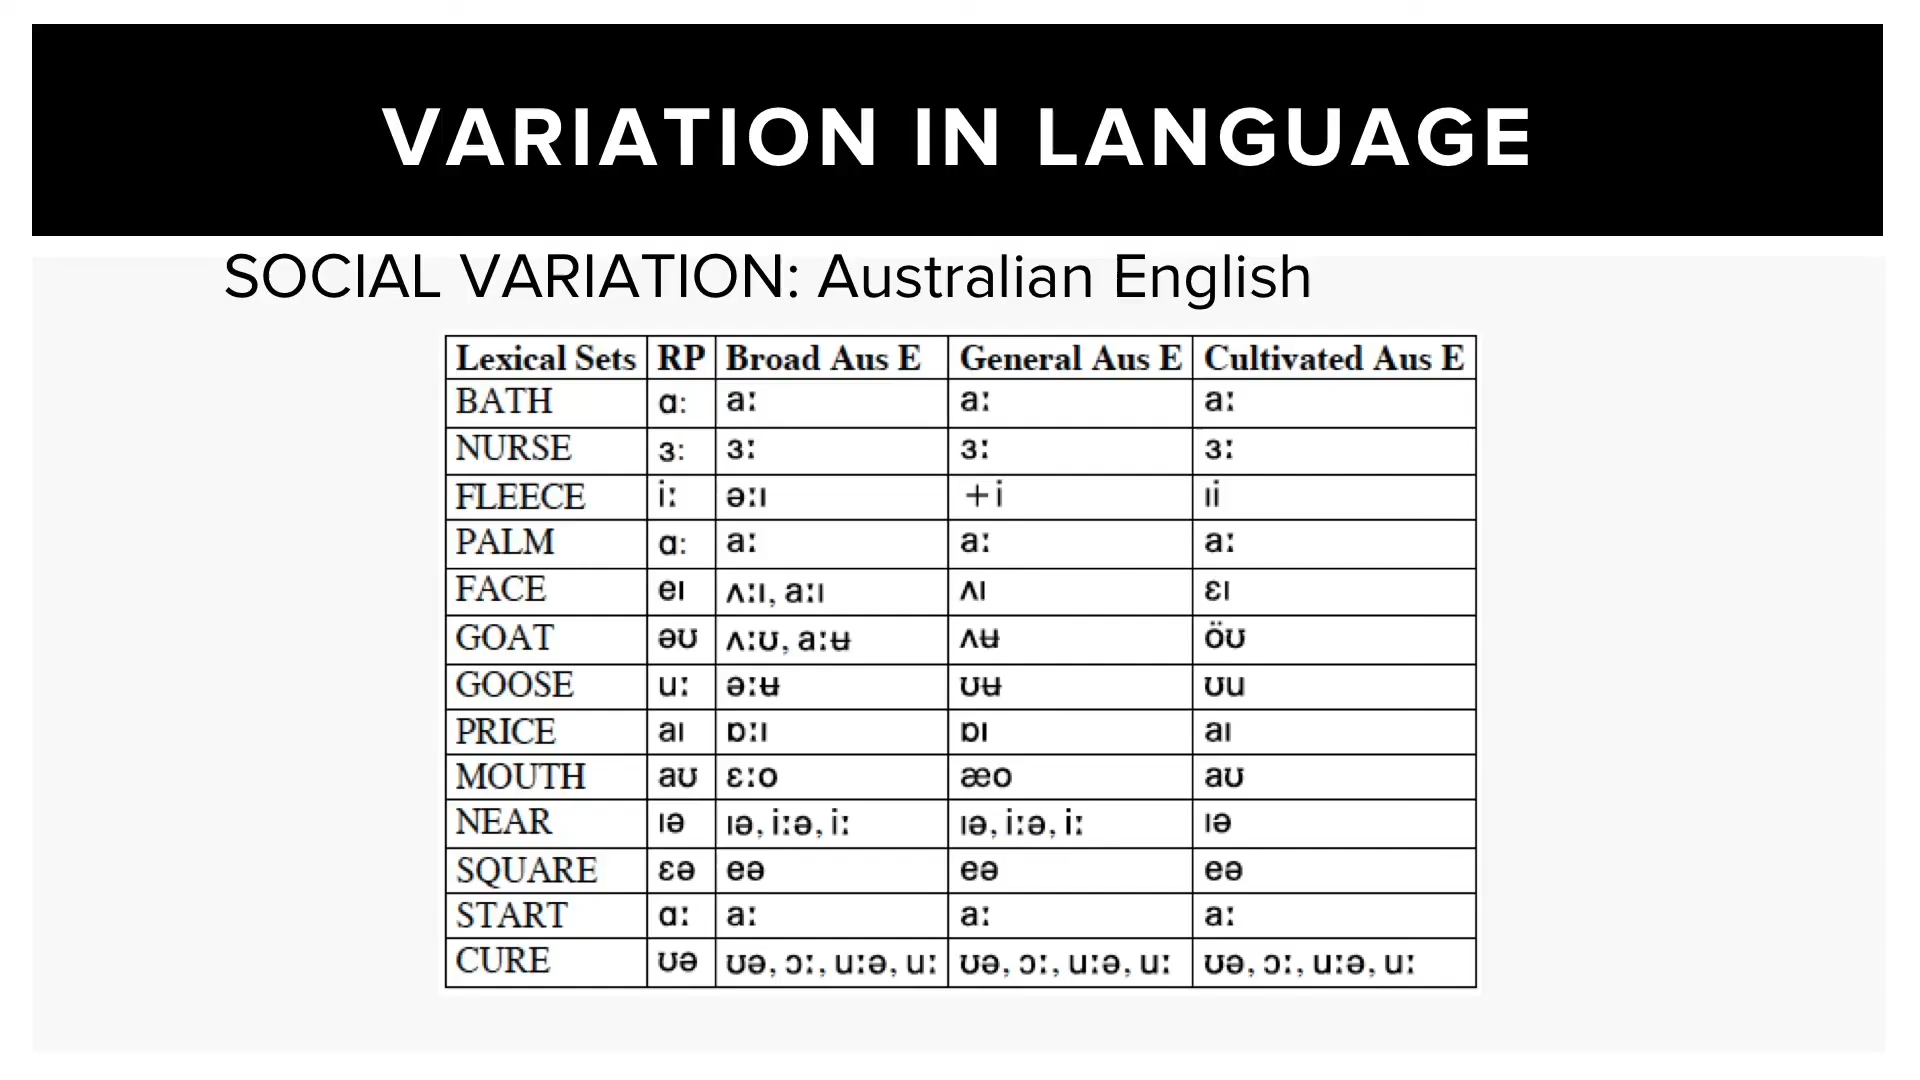 VARIATION IN LANGUAGE
SOCIAL VARIATION: Australian English
Lexical Sets RP Broad Aus E General Aus E Cultivated Aus E
BATH ɑː aː aː aː
NURSE ɜː ɜː ɜː ɜː
FLEECE iː əːɪ +i ɪi
PALM ɑː aː aː aː
FACE eɪ ʌːɪ, aːɪ ʌɪ ɛɪ
GOAT əʊ ʌːʊ, aːʉ ʌʉ öʊ
GOOSE uː əːʉ ʊʉ ʊu
PRICE aɪ ɒːɪ ɒɪ aɪ
MOUTH aʊ ɛːo æo aʊ
NEAR ɪə ɪə, iːə, iː ɪə, iːə, iː ɪə
SQUARE ɛə eə eə eə
START ɑː aː aː aː
CURE ʊə ʊə, ɔː, uːə, uː ʊə, ɔː, uːə, uː ʊə, ɔː, uːə, uː